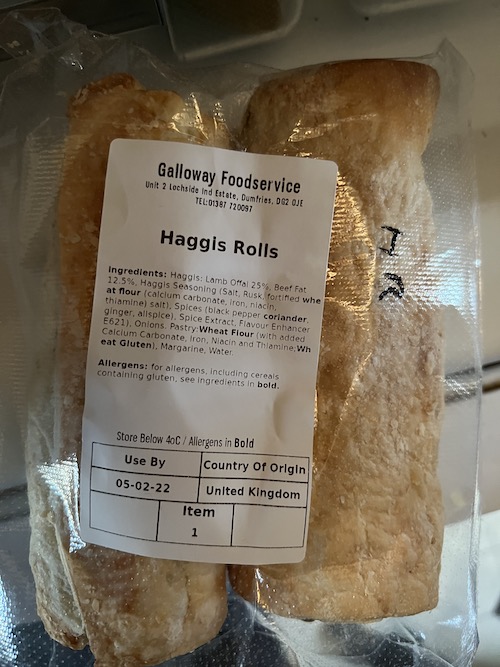 Galloway Foodservice
Unit 2 Lochside Ind Estate, Dumfries, DG2 0JE
TEL:01387 720097
Haggis Rolls
Ingredients: Haggis: Lamb Offal 25%, Beef Fat
12.5%, Haggis Seasoning (Salt, Rusk, fortified whe
at flour (calcium carbonate, iron, niacin,
thiamine) salt), Spices (black pepper coriander
ginger, allspice), Spice Extract, Flavour Enhancer
E621), Onions. Pastry:Wheat Flour (with added
Calcium Carbonate, Iron, Niacin and Thiamine;Wh
eat Gluten), Margarine, Water.
Allergens: for allergens, including cereals
containing gluten, see ingredients in bold.
Store Below 4oC / Allergens in Bold
Use By
Country Of Origin
05-02-22
United Kingdom
Item
1
HR